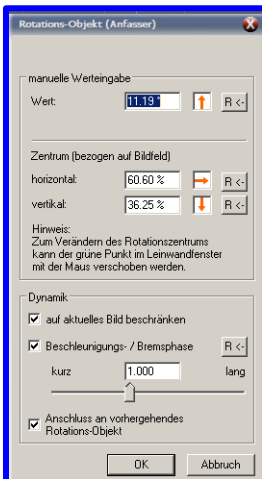 Rotations-Objekt (Anfasser)
manuelle Werteingabe
Wert: 11.19 ° R <-
Zentrum (bezogen auf Bildfeld)
horizontal: 60.60 % R <-
vertikal: 36.25 % R <-
Hinweis:
Zum Verändern des Rotationszentrums
kann der grüne Punkt im Leinwandfenster
mit der Maus verschoben werden.
Dynamik
auf aktuelles Bild beschränken
Beschleunigungs- / Bremsphase R <-
kurz 1.000 lang
Anschluss an vorhergehendes
Rotations-Objekt
OK Abbruch